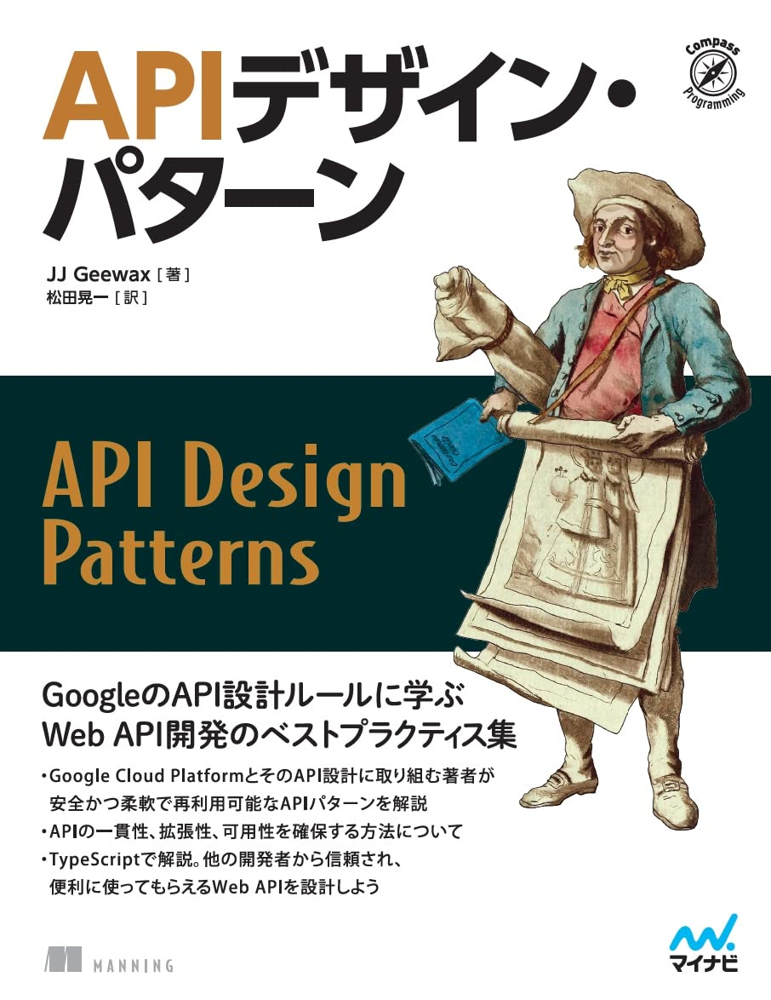 APIデザイン・
パターン
Compass
Programming
JJ Geewax [著]
松田晃一 [訳]
API Design
Patterns
GoogleのAPI設計ルールに学ぶ
Web API開発のベストプラクティス集
・Google Cloud PlatformとそのAPI設計に取り組む著者が
安全かつ柔軟で再利用可能なAPIパターンを解説
・APIの一貫性、拡張性、可用性を確保する方法について
・TypeScriptで解説。他の開発者から信頼され、
便利に使ってもらえるWeb APIを設計しよう
MANNING
マイナビ